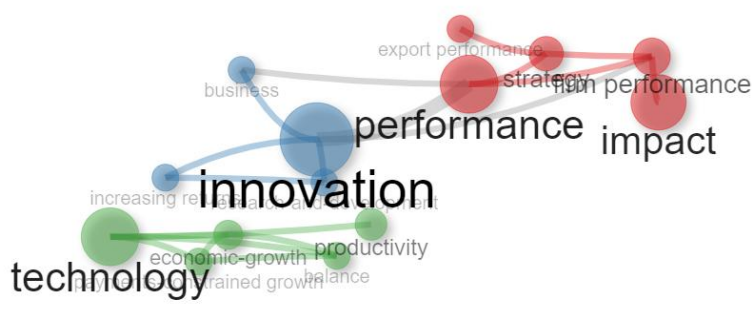 export performance
strategy
firm performance
business
performance
impact
increasing returns
innovation
research-and-development
productivity
economic-growth
balance
technology
payments-constrained growth